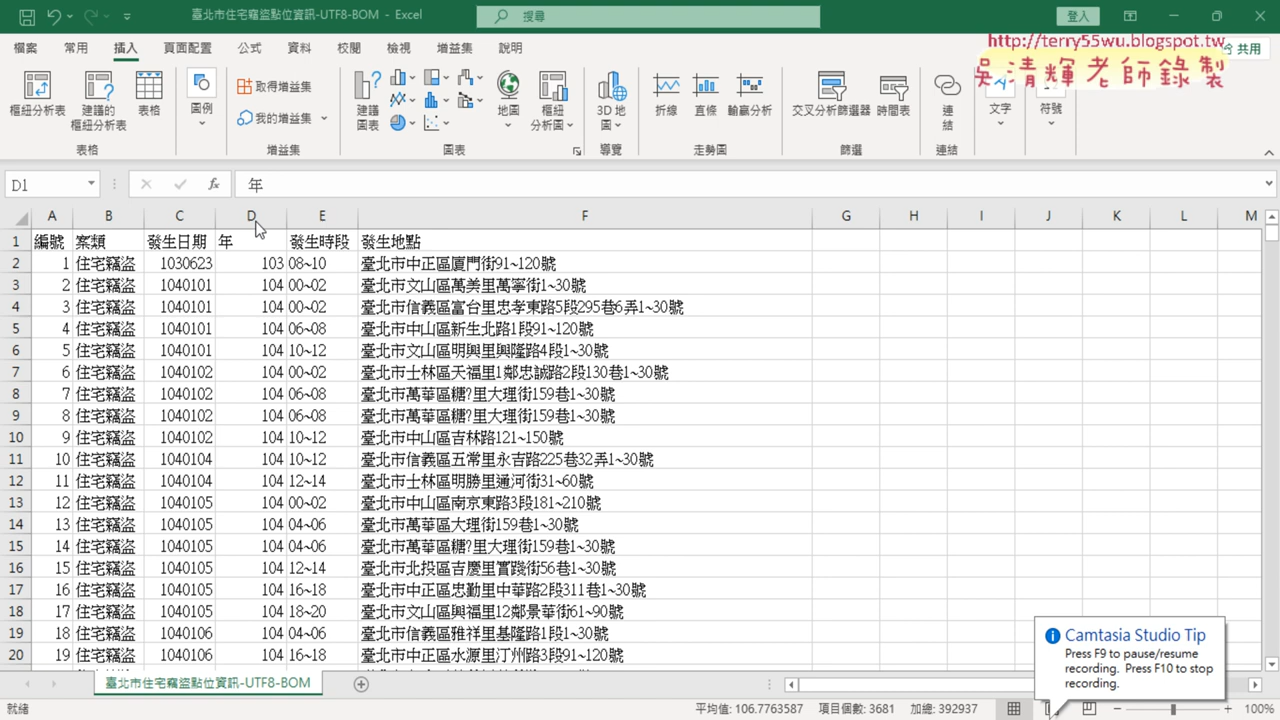 臺北市住宅竊盜點位資訊-UTF8-BOM - Excel
搜尋
登入
檔案 常用 插入 頁面配置 公式 資料 校閱 檢視 增益集 說明
http://terry55wu.blogspot.tw
共用
吳清輝老師錄製
樞紐分析表
建議的
樞紐分析表
表格
圖例
取得增益集
我的增益集
建議
圖表
地圖
樞紐
分析圖
3D 地
圖
折線
直條
輸贏分析
交叉分析篩選器
時間表
連
結
文字
符號
表格 增益集 圖表 導覽 走勢圖 篩選 連結
D1
fx
年
A B C D E F G H I J K L M
1 編號 案類 發生日期 年 發生時段 發生地點
2 1 住宅竊盜 1030623 103 08~10 臺北市中正區廈門街91~120號
3 2 住宅竊盜 1040101 104 00~02 臺北市文山區萬美里萬寧街1~30號
4 3 住宅竊盜 1040101 104 00~02 臺北市信義區富台里忠孝東路5段295巷6弄1~30號
5 4 住宅竊盜 1040101 104 06~08 臺北市中山區新生北路1段91~120號
6 5 住宅竊盜 1040101 104 10~12 臺北市文山區明興里興隆路4段1~30號
7 6 住宅竊盜 1040102 104 00~02 臺北市士林區天福里1鄰忠誠路2段130巷1~30號
8 7 住宅竊盜 1040102 104 06~08 臺北市萬華區糖?里大理街159巷1~30號
9 8 住宅竊盜 1040102 104 06~08 臺北市萬華區糖?里大理街159巷1~30號
10 9 住宅竊盜 1040102 104 10~12 臺北市中山區吉林路121~150號
11 10 住宅竊盜 1040104 104 10~12 臺北市信義區五常里永吉路225巷32弄1~30號
12 11 住宅竊盜 1040104 104 12~14 臺北市士林區明勝里通河街31~60號
13 12 住宅竊盜 1040105 104 00~02 臺北市中山區南京東路3段181~210號
14 13 住宅竊盜 1040105 104 04~06 臺北市萬華區大理街159巷1~30號
15 14 住宅竊盜 1040105 104 04~06 臺北市萬華區糖?里大理街159巷1~30號
16 15 住宅竊盜 1040105 104 12~14 臺北市北投區吉慶里實踐街56巷1~30號
17 16 住宅竊盜 1040105 104 16~18 臺北市中正區忠勤里中華路2段311巷1~30號
18 17 住宅竊盜 1040105 104 18~20 臺北市文山區興福里12鄰景華街61~90號
19 18 住宅竊盜 1040106 104 04~06 臺北市信義區雅祥里基隆路1段1~30號
20 19 住宅竊盜 1040106 104 16~18 臺北市中正區水源里汀州路3段91~120號
Camtasia Studio Tip
Press F9 to pause/resume
recording. Press F10 to stop
recording.
臺北市住宅竊盜點位資訊-UTF8-BOM
就緒
平均值: 106.7763587 項目個數: 3681 加總: 392937
100%